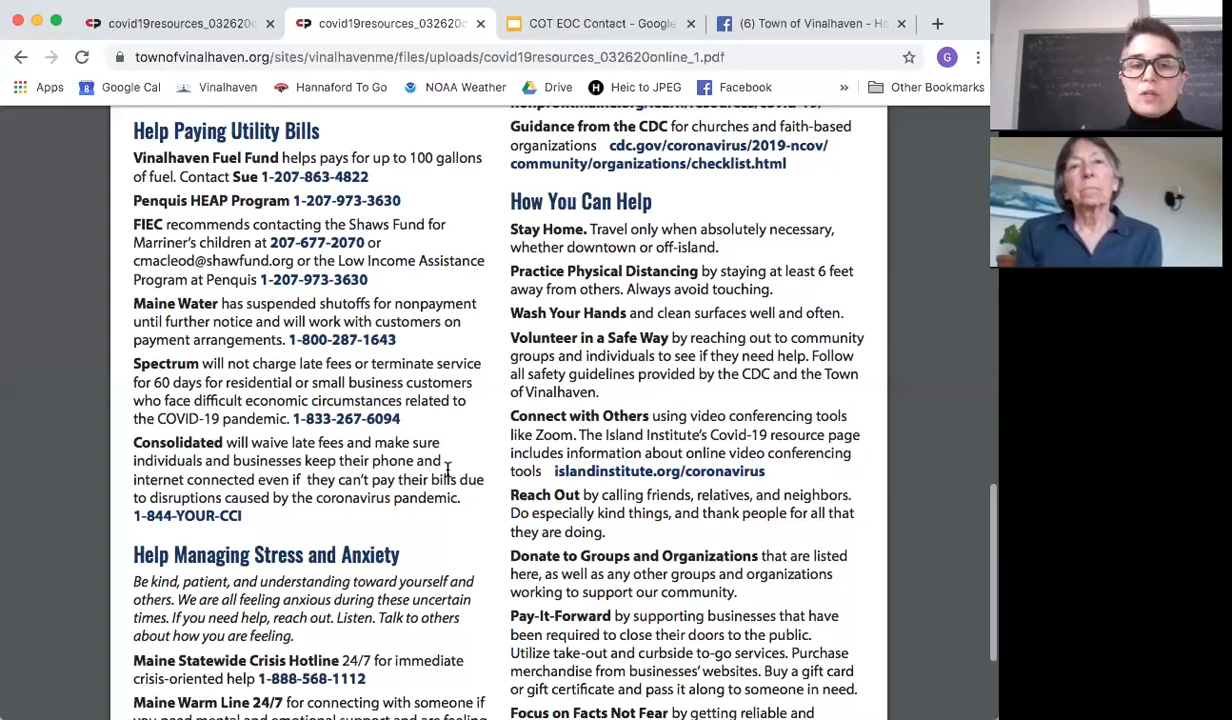 covid19resources_032620
covid19resources_032620
COT EOC Contact - Google
(6) Town of Vinalhaven - Ho
townofvinalhaven.org/sites/vinalhavenme/files/uploads/covid19resources_032620online_1.pdf
G
Apps
Google Cal
Vinalhaven
Hannaford To Go
NOAA Weather
Drive
Heic to JPEG
Facebook
»
Other Bookmarks
Help Paying Utility Bills
Vinalhaven Fuel Fund helps pays for up to 100 gallons
of fuel. Contact Sue 1-207-863-4822
Penquis HEAP Program 1-207-973-3630
FIEC recommends contacting the Shaws Fund for
Marriner's children at 207-677-2070 or
cmacleod@shawfund.org or the Low Income Assistance
Program at Penquis 1-207-973-3630
Maine Water has suspended shutoffs for nonpayment
until further notice and will work with customers on
payment arrangements. 1-800-287-1643
Spectrum will not charge late fees or terminate service
for 60 days for residential or small business customers
who face difficult economic circumstances related to
the COVID-19 pandemic. 1-833-267-6094
Consolidated will waive late fees and make sure
individuals and businesses keep their phone and
internet connected even if they can't pay their bills due
to disruptions caused by the coronavirus pandemic.
1-844-YOUR-CCI
Help Managing Stress and Anxiety
Be kind, patient, and understanding toward yourself and
others. We are all feeling anxious during these uncertain
times. If you need help, reach out. Listen. Talk to others
about how you are feeling.
Maine Statewide Crisis Hotline 24/7 for immediate
crisis-oriented help 1-888-568-1112
Maine Warm Line 24/7 for connecting with someone if
you need mental and emotional support and are feeling
Guidance from the CDC for churches and faith-based
organizations cdc.gov/coronavirus/2019-ncov/
community/organizations/checklist.html
How You Can Help
Stay Home. Travel only when absolutely necessary,
whether downtown or off-island.
Practice Physical Distancing by staying at least 6 feet
away from others. Always avoid touching.
Wash Your Hands and clean surfaces well and often.
Volunteer in a Safe Way by reaching out to community
groups and individuals to see if they need help. Follow
all safety guidelines provided by the CDC and the Town
of Vinalhaven.
Connect with Others using video conferencing tools
like Zoom. The Island Institute's Covid-19 resource page
includes information about online video conferencing
tools islandinstitute.org/coronavirus
Reach Out by calling friends, relatives, and neighbors.
Do especially kind things, and thank people for all that
they are doing.
Donate to Groups and Organizations that are listed
here, as well as any other groups and organizations
working to support our community.
Pay-It-Forward by supporting businesses that have
been required to close their doors to the public.
Utilize take-out and curbside to-go services. Purchase
merchandise from businesses' websites. Buy a gift card
or gift certificate and pass it along to someone in need.
Focus on Facts Not Fear by getting reliable and